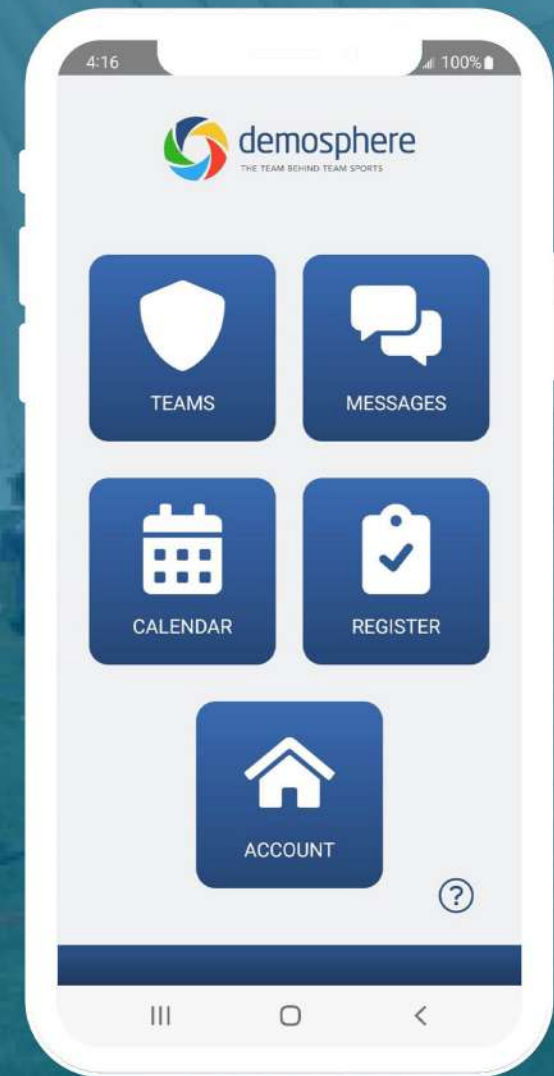 4:16
100%
demosphere
THE TEAM BEHIND TEAM SPORTS
TEAMS
MESSAGES
CALENDAR
REGISTER
ACCOUNT
?